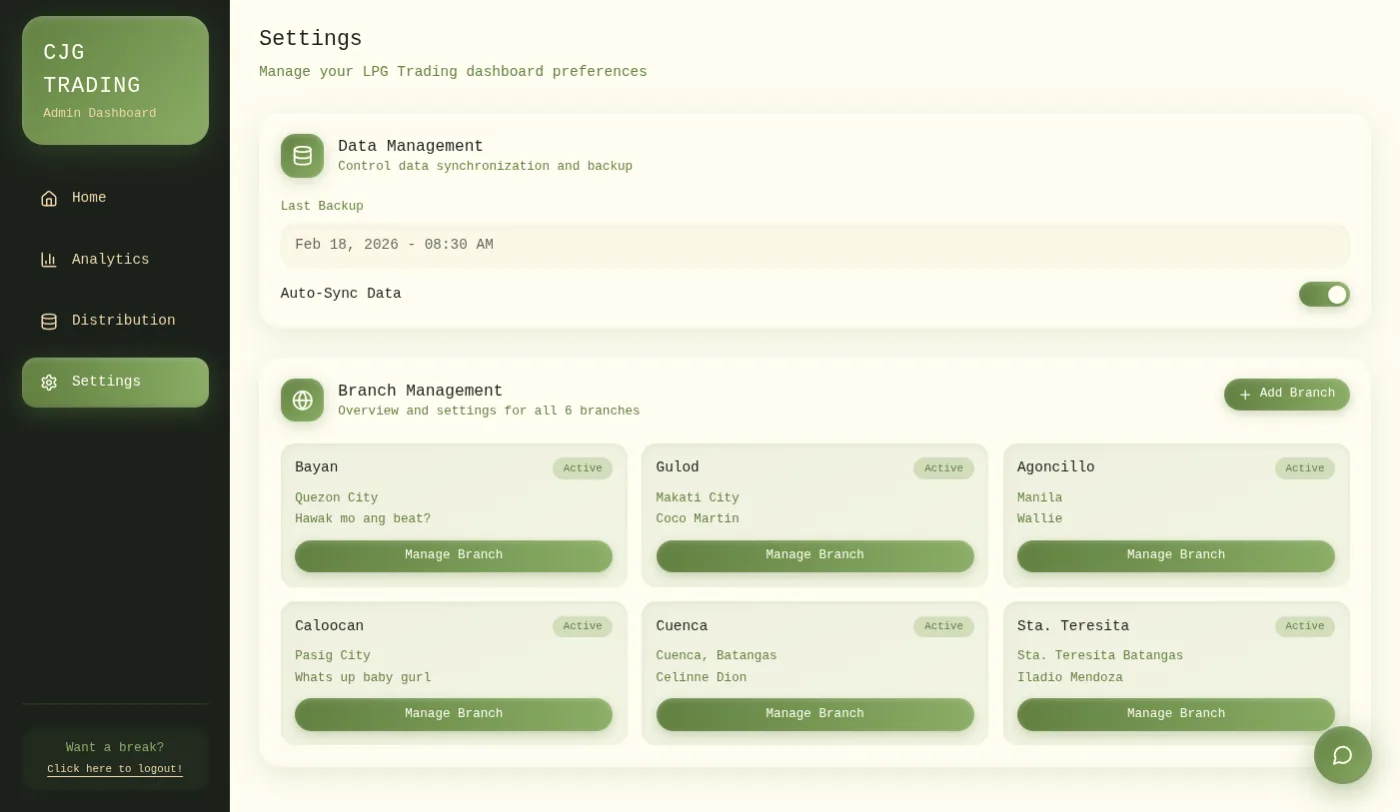 CJG
TRADING
Admin Dashboard
Home
Analytics
Distribution
Settings
Want a break?
Click here to logout!
Settings
Manage your LPG Trading dashboard preferences
Data Management
Control data synchronization and backup
Last Backup
Feb 18, 2026 - 08:30 AM
Auto-Sync Data
Branch Management
Overview and settings for all 6 branches
+ Add Branch
Bayan
Active
Quezon City
Hawak mo ang beat?
Manage Branch
Gulod
Active
Makati City
Coco Martin
Manage Branch
Agoncillo
Active
Manila
Wallie
Manage Branch
Caloocan
Active
Pasig City
Whats up baby gurl
Manage Branch
Cuenca
Active
Cuenca, Batangas
Celinne Dion
Manage Branch
Sta. Teresita
Active
Sta. Teresita Batangas
Iladio Mendoza
Manage Branch